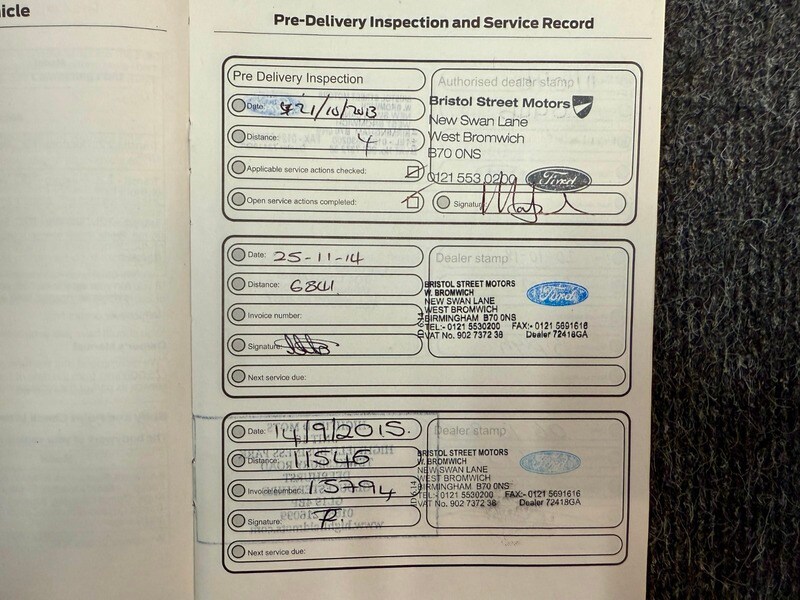 icle
Pre-Delivery Inspection and Service Record
Pre Delivery Inspection
Date: 21/10/2013
Distance: 4
Applicable service actions checked:
Open service actions completed:
Authorised dealer stamp
Bristol Street Motors
New Swan Lane
West Bromwich
B70 0NS
0121 553 0200
Ford
Signature
Date: 25-11-14
Distance: 6841
Invoice number:
Signature:
Next service due:
Dealer stamp
BRISTOL STREET MOTORS
W. BROMWICH
NEW SWAN LANE
WEST BROMWICH
BIRMINGHAM B70 0NS
TEL:- 0121 5530200 FAX:- 0121 5691616
VAT No. 902 7372 36 Dealer 72418GA
Ford
Date: 14/9/2015.
Distance: 11546
Invoice number: 15794
Signature:
Next service due:
Dealer stamp
BRISTOL STREET MOTORS
W. BROMWICH
NEW SWAN LANE
WEST BROMWICH
BIRMINGHAM B70 0NS
TEL:- 0121 5530200 FAX:- 0121 5691616
VAT No. 902 7372 36 Dealer 72418GA